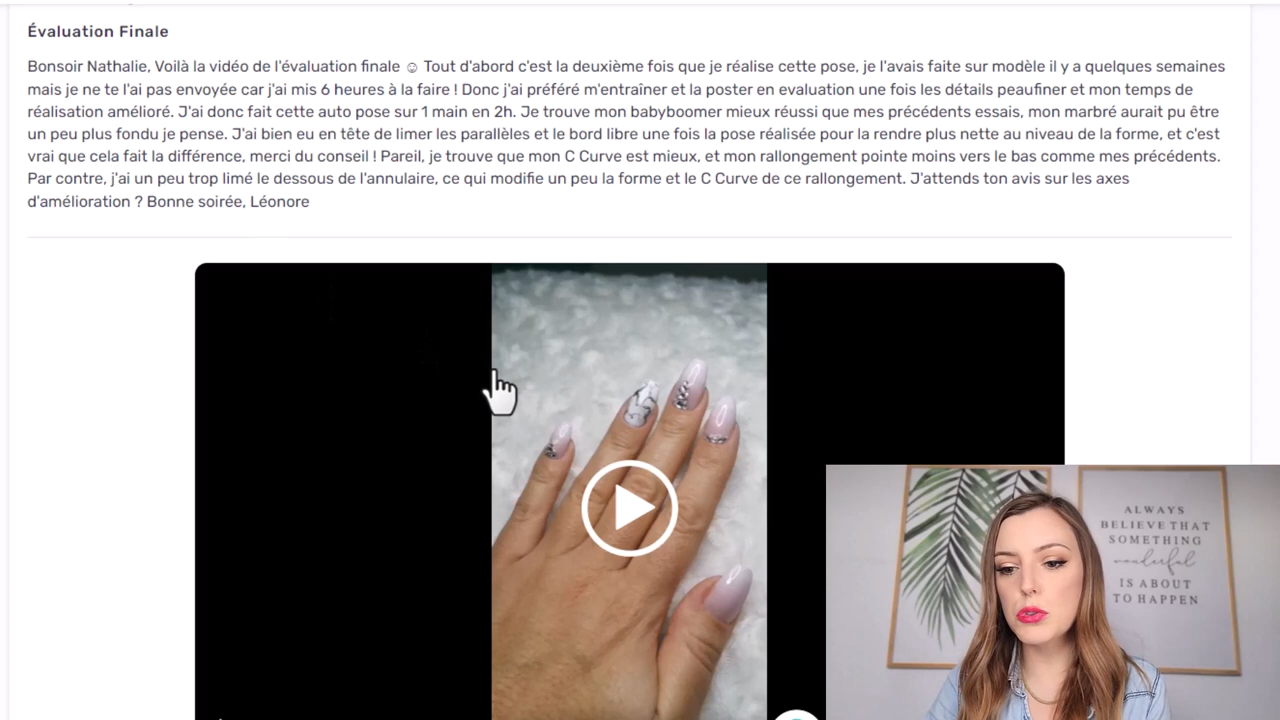 Évaluation Finale
Bonsoir Nathalie, Voilà la vidéo de l'évaluation finale ☺ Tout d'abord c'est la deuxième fois que je réalise cette pose, je l'avais faite sur modèle il y a quelques semaines
mais je ne te l'ai pas envoyée car j'ai mis 6 heures à la faire ! Donc j'ai préféré m'entraîner et la poster en evaluation une fois les détails peaufiner et mon temps de
réalisation amélioré. J'ai donc fait cette auto pose sur 1 main en 2h. Je trouve mon babyboomer mieux réussi que mes précédents essais, mon marbré aurait pu être
un peu plus fondu je pense. J'ai bien eu en tête de limer les parallèles et le bord libre une fois la pose réalisée pour la rendre plus nette au niveau de la forme, et c'est
vrai que cela fait la différence, merci du conseil ! Pareil, je trouve que mon C Curve est mieux, et mon rallongement pointe moins vers le bas comme mes précédents.
Par contre, j'ai un peu trop limé le dessous de l'annulaire, ce qui modifie un peu la forme et le C Curve de ce rallongement. J'attends ton avis sur les axes
d'amélioration ? Bonne soirée, Léonore
ALWAYS
BELIEVE THAT
SOMETHING
wonderful
IS ABOUT
TO HAPPEN